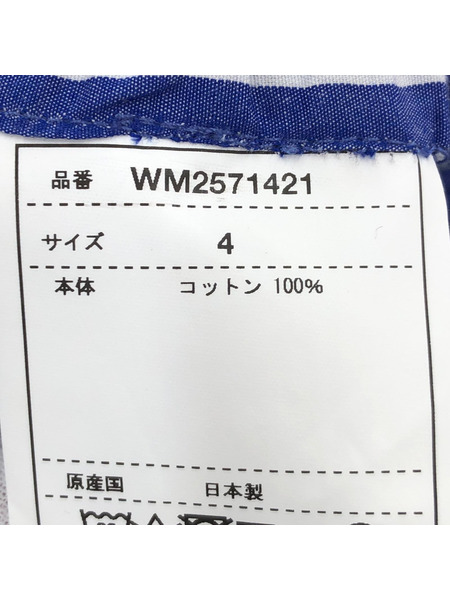 品番 WM2571421
サイズ 4
本体 コットン 100%
原産国 日本製